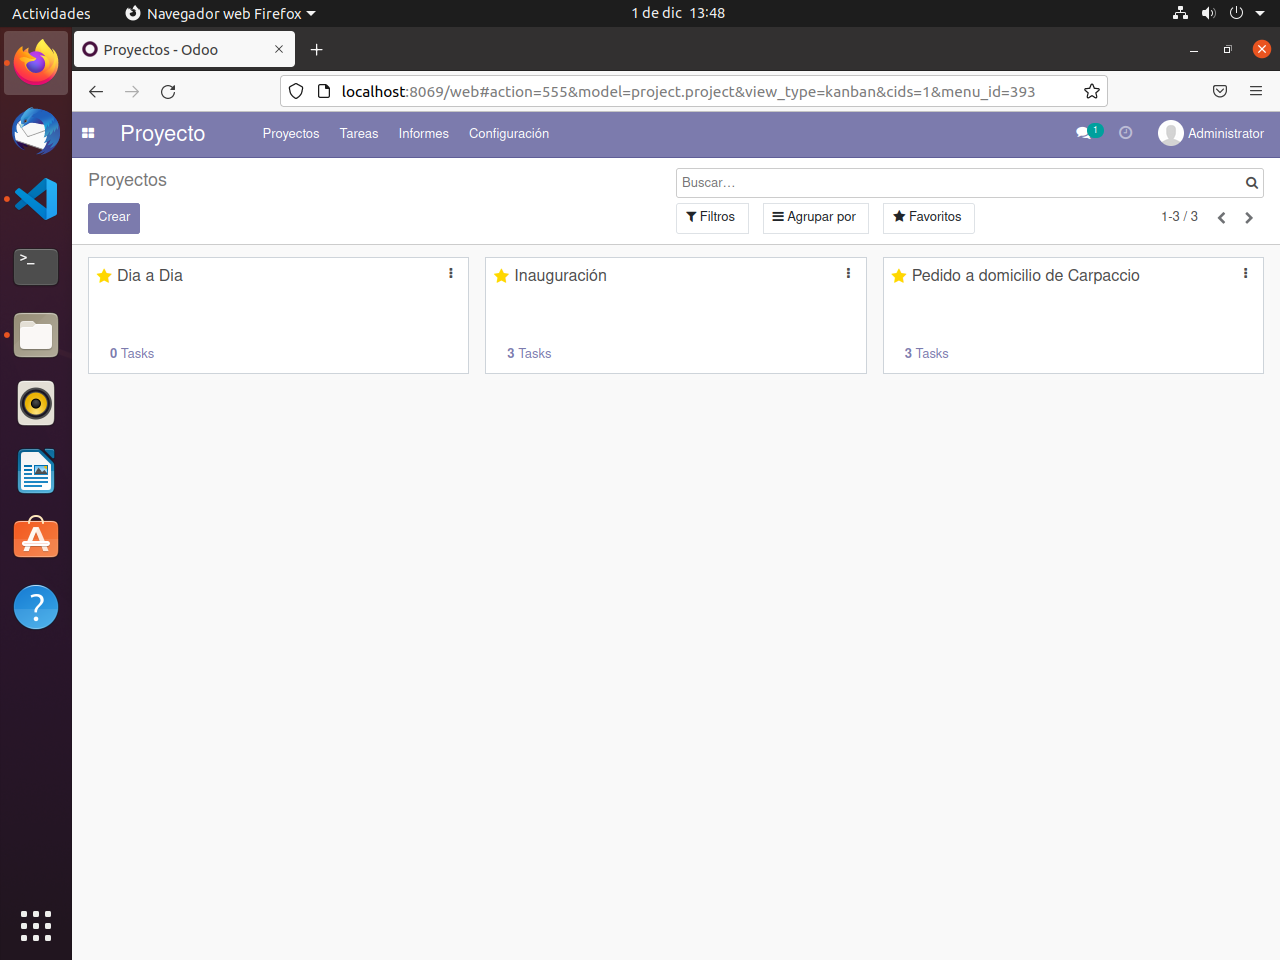 Actividades Navegador web Firefox 1 de dic 13:48
Proyectos - Odoo
localhost:8069/web#action=555&model=project.project&view_type=kanban&cids=1&menu_id=393
Proyecto Proyectos Tareas Informes Configuración 1 Administrator
Proyectos
Buscar...
Crear
Filtros Agrupar por Favoritos 1-3 / 3
Dia a Dia
0 Tasks
Inauguración
3 Tasks
Pedido a domicilio de Carpaccio
3 Tasks
>_
?